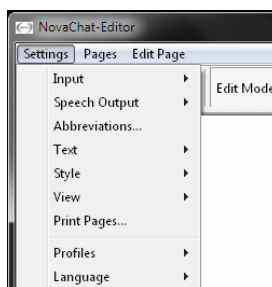 NovaChat-Editor
Settings Pages Edit Page
Input
Edit Mode
Speech Output
Abbreviations...
Text
Style
View
Print Pages...
Profiles
Language